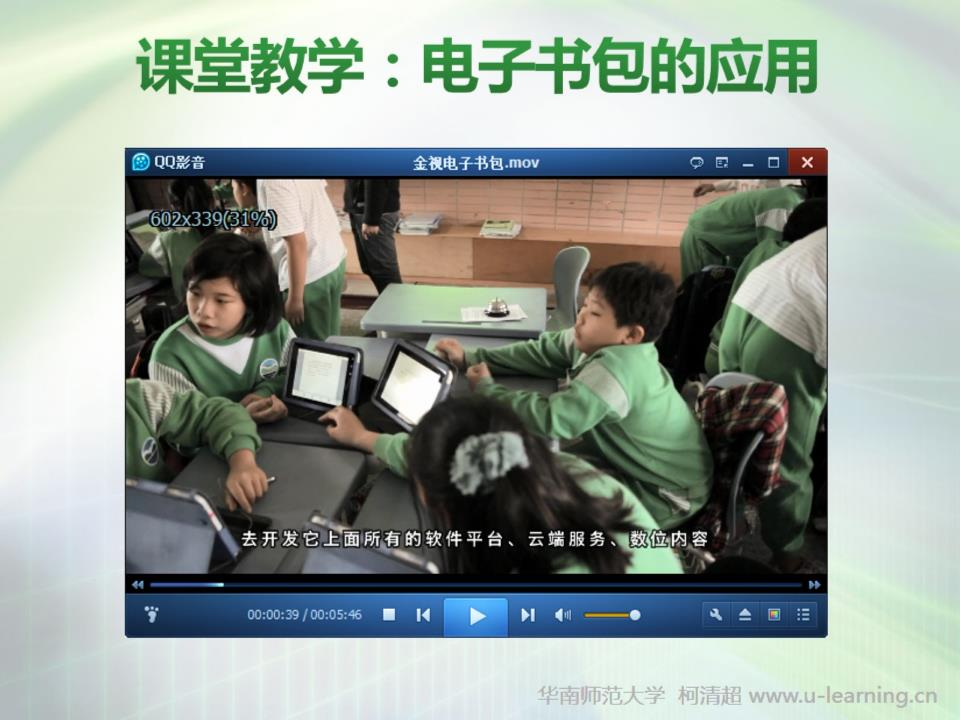 课堂教学：电子书包的应用
QQ影音 金视电子书包.mov
602x339(31%)
去开发它上面所有的软件平台、云端服务、数位内容
00:00:39 / 00:05:46
华南师范大学 柯清超 www.u-learning.cn